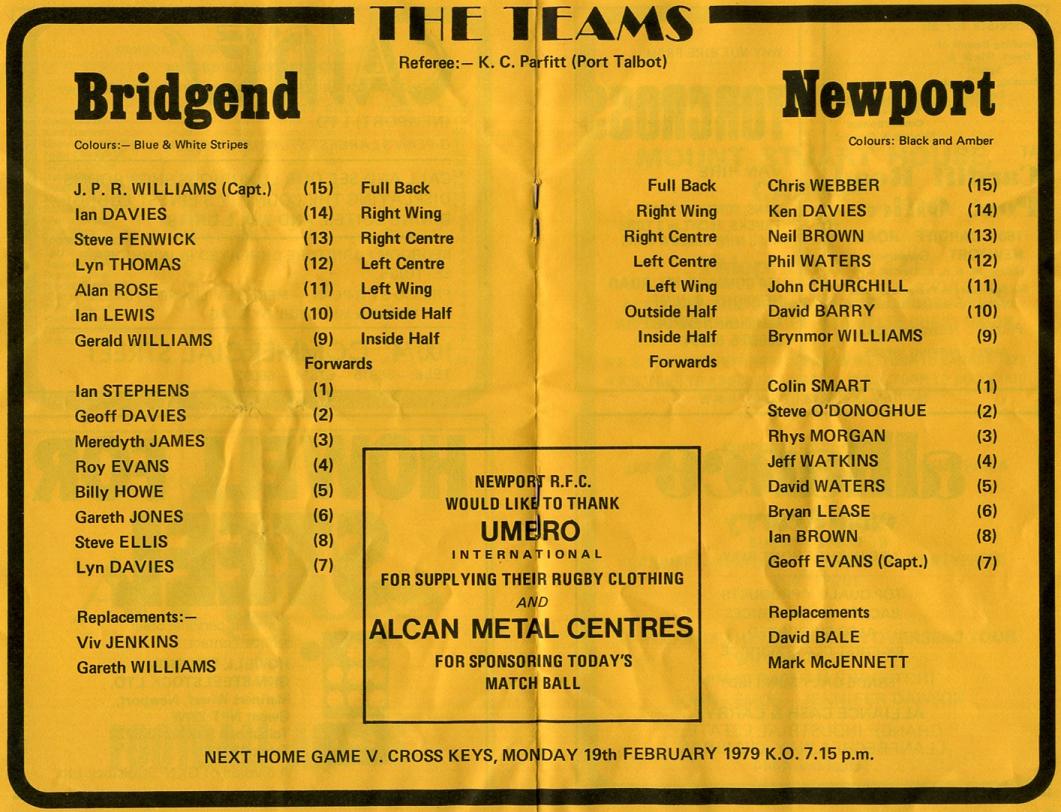 THE TEAMS
Referee:— K. C. Parfitt (Port Talbot)
Bridgend
Colours:— Blue & White Stripes
J. P. R. WILLIAMS (Capt.) (15) Full Back
Ian DAVIES (14) Right Wing
Steve FENWICK (13) Right Centre
Lyn THOMAS (12) Left Centre
Alan ROSE (11) Left Wing
Ian LEWIS (10) Outside Half
Gerald WILLIAMS (9) Inside Half
Forwards
Ian STEPHENS (1)
Geoff DAVIES (2)
Meredyth JAMES (3)
Roy EVANS (4)
Billy HOWE (5)
Gareth JONES (6)
Steve ELLIS (8)
Lyn DAVIES (7)
Replacements:—
Viv JENKINS
Gareth WILLIAMS
Newport
Colours: Black and Amber
Full Back Chris WEBBER (15)
Right Wing Ken DAVIES (14)
Right Centre Neil BROWN (13)
Left Centre Phil WATERS (12)
Left Wing John CHURCHILL (11)
Outside Half David BARRY (10)
Inside Half Brynmor WILLIAMS (9)
Forwards
Colin SMART (1)
Steve O'DONOGHUE (2)
Rhys MORGAN (3)
Jeff WATKINS (4)
David WATERS (5)
Bryan LEASE (6)
Ian BROWN (8)
Geoff EVANS (Capt.) (7)
Replacements
David BALE
Mark McJENNETT
NEWPORT R.F.C.
WOULD LIKE TO THANK
UMBRO
INTERNATIONAL
FOR SUPPLYING THEIR RUGBY CLOTHING
AND
ALCAN METAL CENTRES
FOR SPONSORING TODAY'S
MATCH BALL
NEXT HOME GAME V. CROSS KEYS, MONDAY 19th FEBRUARY 1979 K.O. 7.15 p.m.